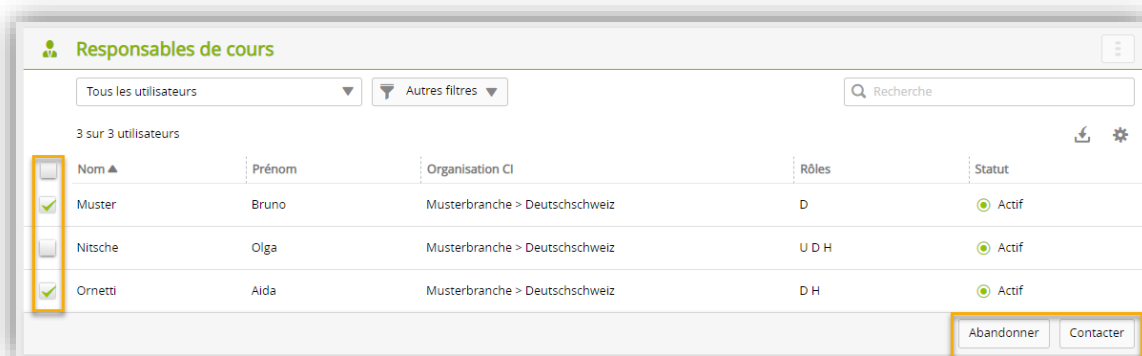 Responsables de cours
Tous les utilisateurs Autres filtres Recherche
3 sur 3 utilisateurs
Nom Prénom Organisation CI Rôles Statut
Muster Bruno Musterbranche > Deutschschweiz D Actif
Nitsche Olga Musterbranche > Deutschschweiz U D H Actif
Ornetti Aida Musterbranche > Deutschschweiz D H Actif
Abandonner Contacter